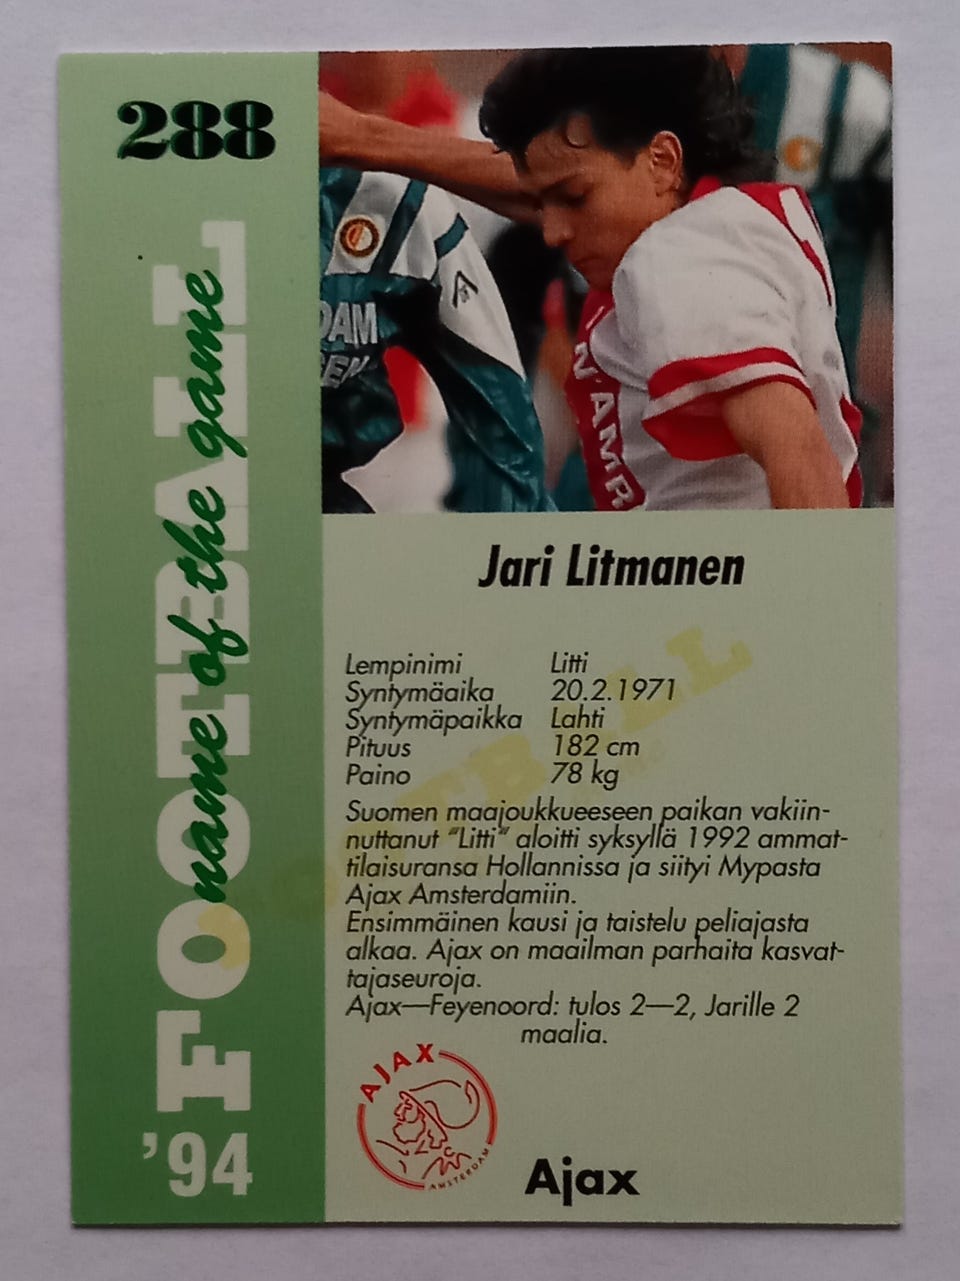 288
FOOTBALL
name of the game
'94
DAM
GEN
N·AMR
Jari Litmanen
Lempinimi Litti
Syntymäaika 20.2.1971
Syntymäpaikka Lahti
Pituus 182 cm
Paino 78 kg
Suomen maajoukkueeseen paikan vakiin-
nuttanut "Litti" aloitti syksyllä 1992 ammat-
tilaisuransa Hollannissa ja siityi Mypasta
Ajax Amsterdamiin.
Ensimmäinen kausi ja taistelu peliajasta
alkaa. Ajax on maailman parhaita kasvat-
tajaseuroja.
Ajax—Feyenoord: tulos 2—2, Jarille 2
maalia.
AJAX
AMSTERDAM
Ajax